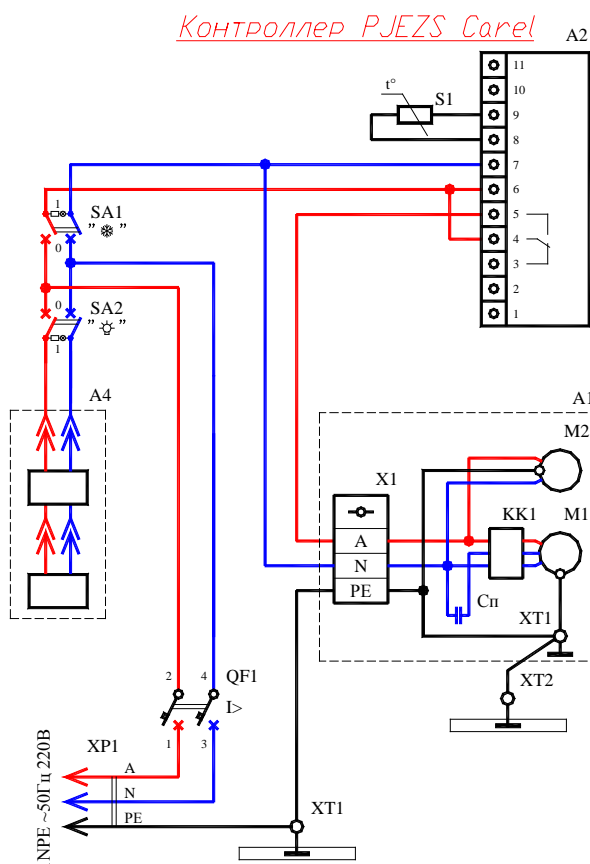 Контроллер PJEZS Carel
A2
11
10
9
8
7
6
5
4
3
2
1
t°
S1
1
SA1
" "
0
0
SA2
" "
1
A4
A1
M2
X1
KK1
M1
A
N
PE
Сп
XT1
XT2
2
4
QF1
I>
1
3
XP1
A
N
PE
NPE ~50Гц 220В
XT1